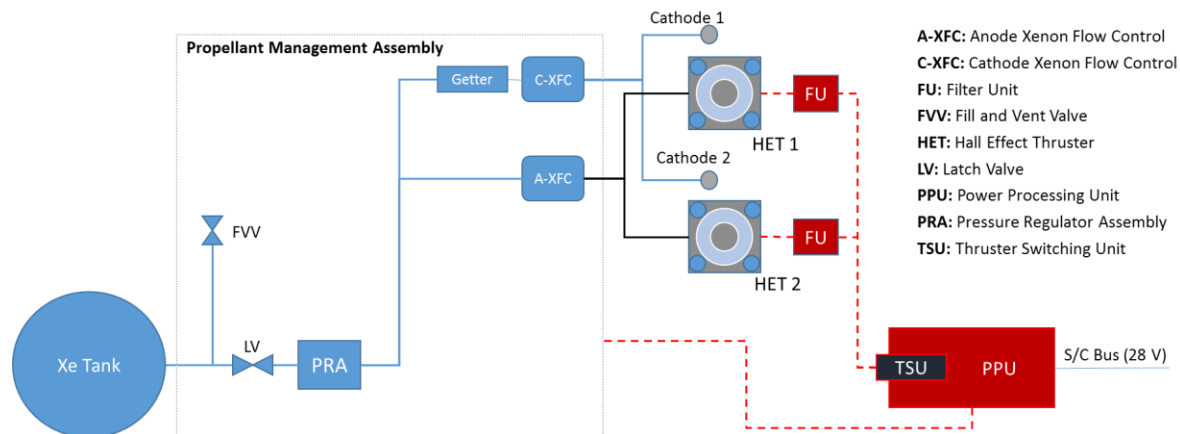 Cathode 1
Propellant Management Assembly
Getter
C-XFC
FU
HET 1
Cathode 2
A-XFC
FU
HET 2
FVV
LV
Xe Tank
PRA
TSU
PPU
S/C Bus (28 V)
A-XFC: Anode Xenon Flow Control
C-XFC: Cathode Xenon Flow Control
FU: Filter Unit
FVV: Fill and Vent Valve
HET: Hall Effect Thruster
LV: Latch Valve
PPU: Power Processing Unit
PRA: Pressure Regulator Assembly
TSU: Thruster Switching Unit